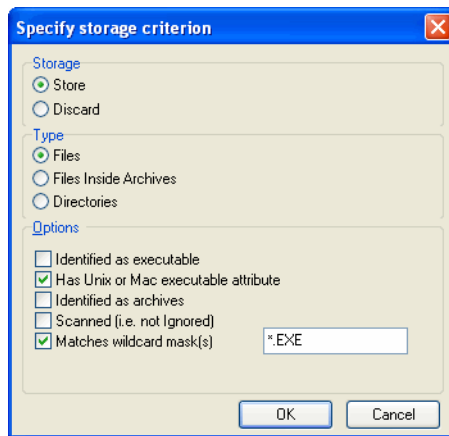 Specify storage criterion
Storage
Store
Discard
Type
Files
Files Inside Archives
Directories
Options
Identified as executable
Has Unix or Mac executable attribute
Identified as archives
Scanned (i.e. not Ignored)
Matches wildcard mask(s) *.EXE
OK Cancel